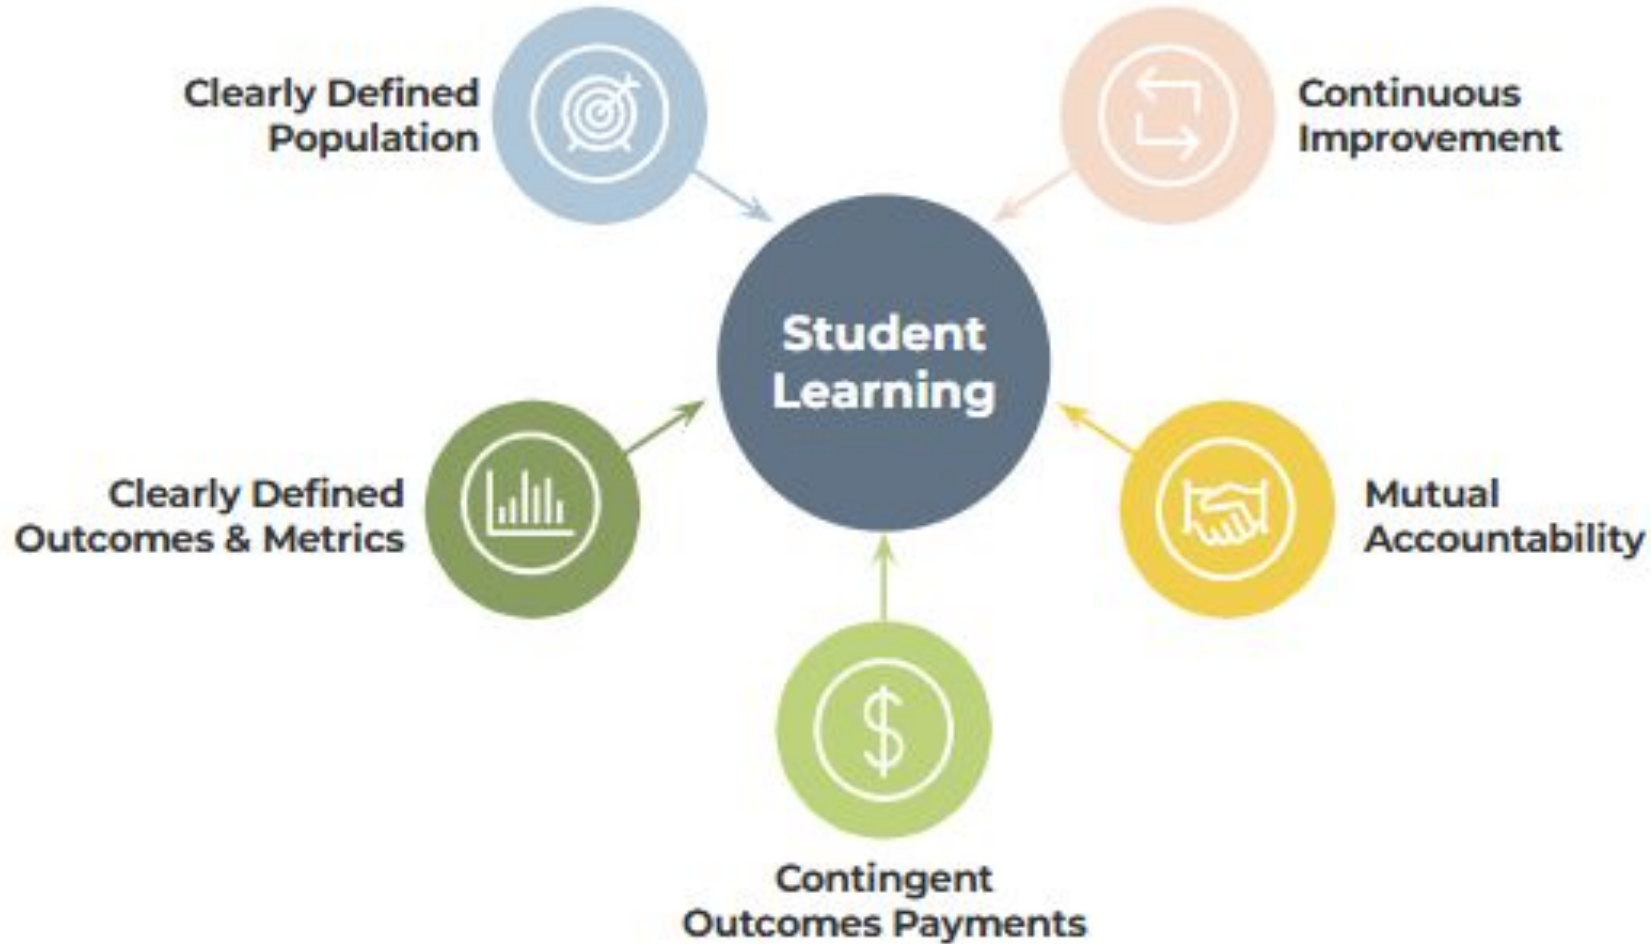 Clearly Defined
Population
Continuous
Improvement
Student
Learning
Clearly Defined
Outcomes & Metrics
Mutual
Accountability
$
Contingent
Outcomes Payments